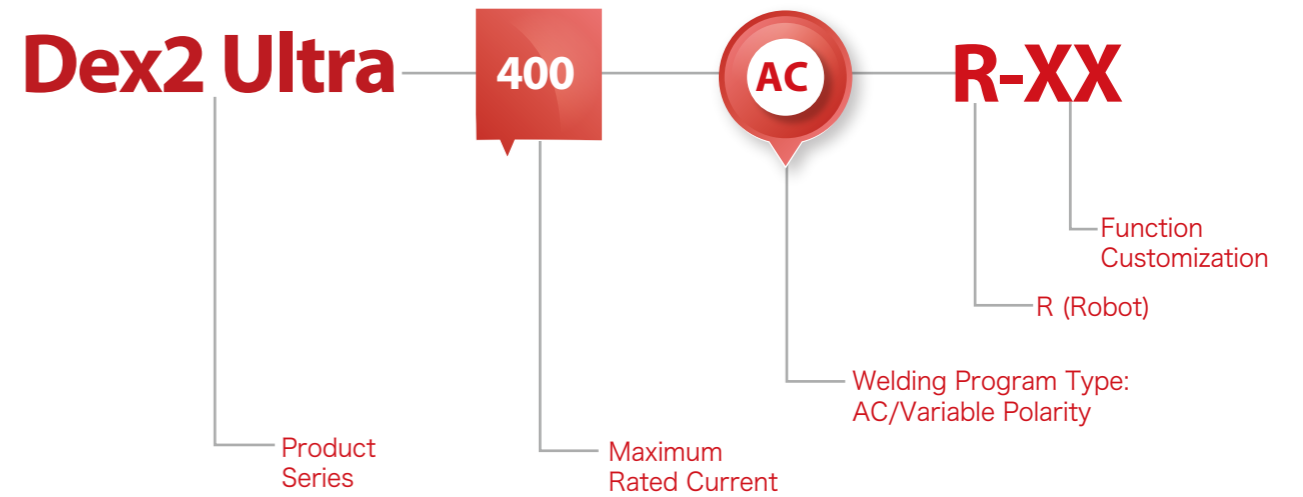 Dex2 Ultra 400 AC R-XX
Function
Customization
R (Robot)
Welding Program Type:
AC/Variable Polarity
Product
Series
Maximum
Rated Current